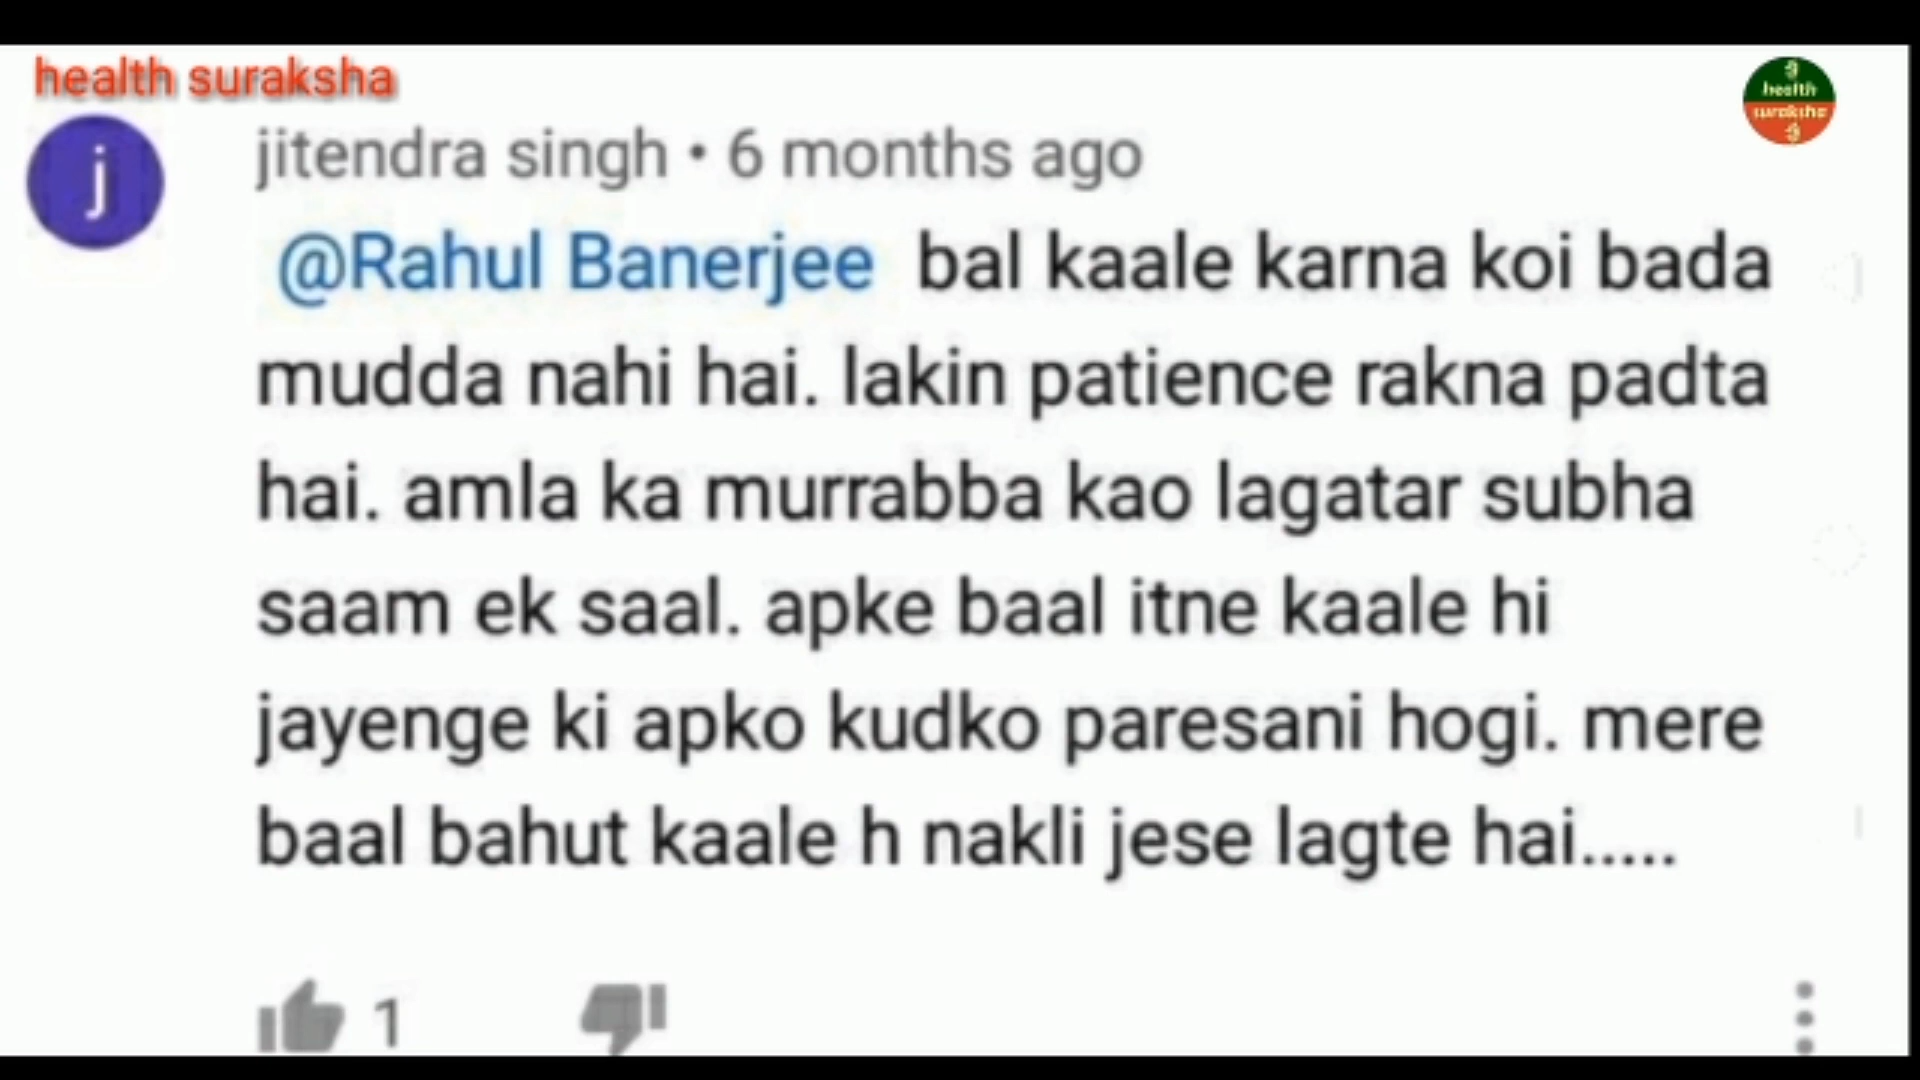 health suraksha
health
suraksha
j
jitendra singh • 6 months ago
@Rahul Banerjee bal kaale karna koi bada
mudda nahi hai. lakin patience rakna padta
hai. amla ka murrabba kao lagatar subha
saam ek saal. apke baal itne kaale hi
jayenge ki apko kudko paresani hogi. mere
baal bahut kaale h nakli jese lagte hai.....
1